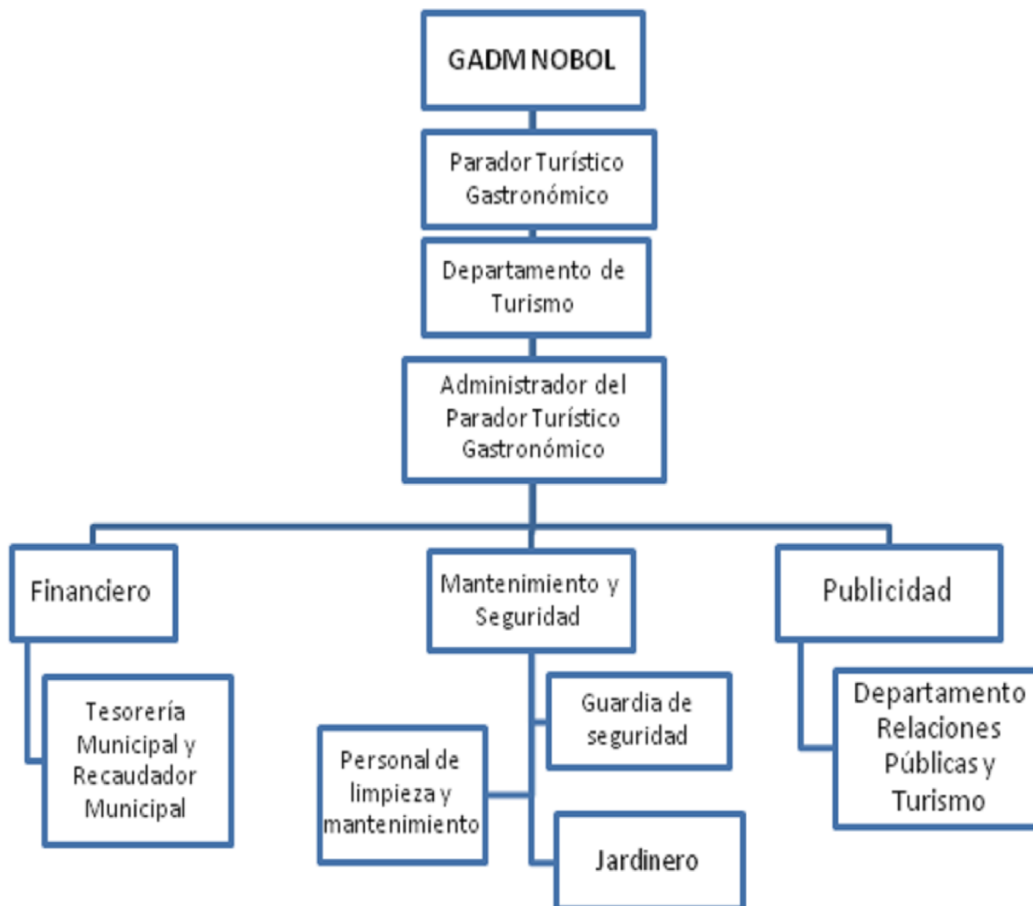 GADM NOBOL
Parador Turístico
Gastronómico
Departamento de
Turismo
Administrador del
Parador Turístico
Gastronómico
Financiero
Mantenimiento y
Seguridad
Publicidad
Tesorería
Municipal y
Recaudador
Municipal
Personal de
limpieza y
mantenimiento
Guardia de
seguridad
Jardinero
Departamento
Relaciones
Públicas y
Turismo